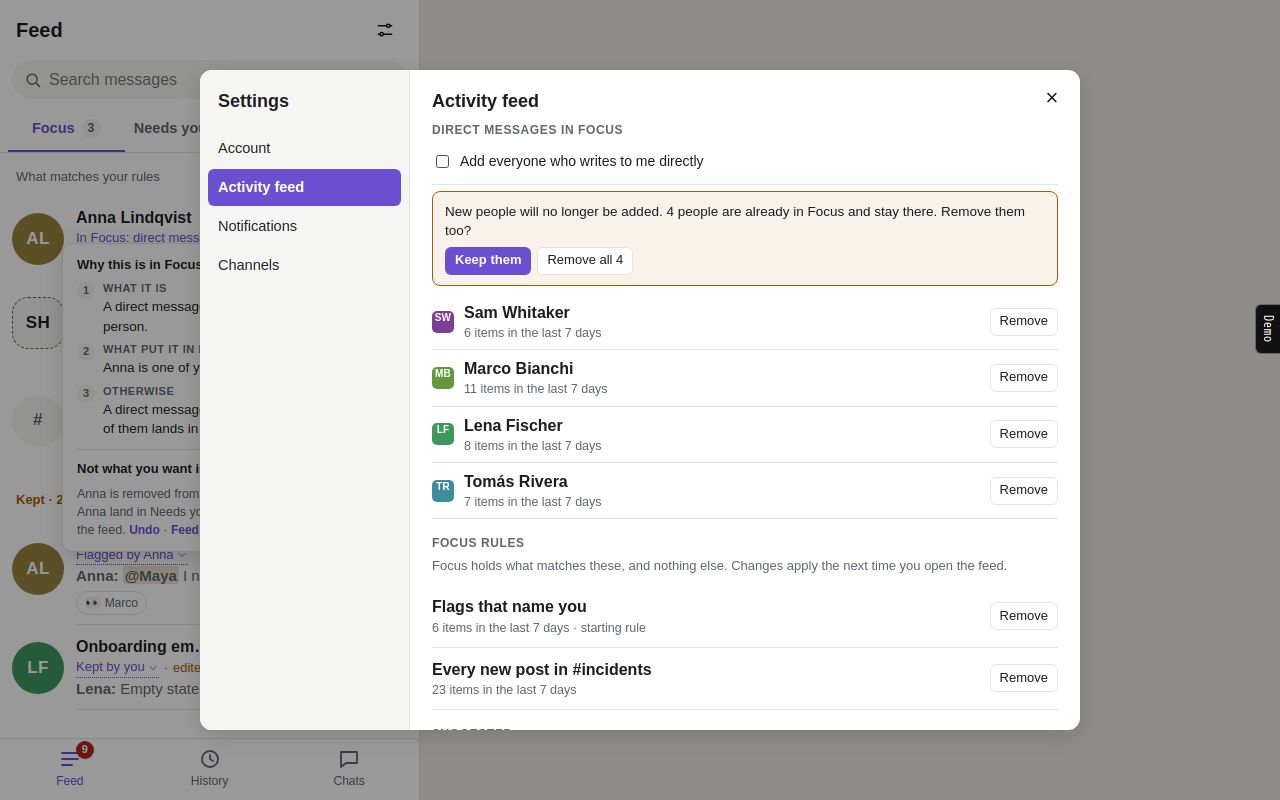 Feed
Search messages
Focus 3
Needs you
What matches your rules
AL
Anna Lindqvist
In Focus: direct mess
Why this is in Focus
1 WHAT IT IS
A direct message
person.
2 WHAT PUT IT IN
Anna is one of y
3 OTHERWISE
A direct message
of them lands in
Not what you want i
Anna is removed from
Anna land in Needs yo
the feed. Undo · Feed
SH
#
Kept · 2
AL
Flagged by Anna
Anna: @Maya I n
👀 Marco
LF
Onboarding em…
Kept by you · edite
Lena: Empty state
9
Feed
History
Chats
Settings
Account
Activity feed
Notifications
Channels
Activity feed
×
DIRECT MESSAGES IN FOCUS
Add everyone who writes to me directly
New people will no longer be added. 4 people are already in Focus and stay there. Remove them
too?
Keep them
Remove all 4
SW
Sam Whitaker
6 items in the last 7 days
Remove
MB
Marco Bianchi
11 items in the last 7 days
Remove
LF
Lena Fischer
8 items in the last 7 days
Remove
TR
Tomás Rivera
7 items in the last 7 days
Remove
FOCUS RULES
Focus holds what matches these, and nothing else. Changes apply the next time you open the feed.
Flags that name you
6 items in the last 7 days · starting rule
Remove
Every new post in #incidents
23 items in the last 7 days
Remove
Demo